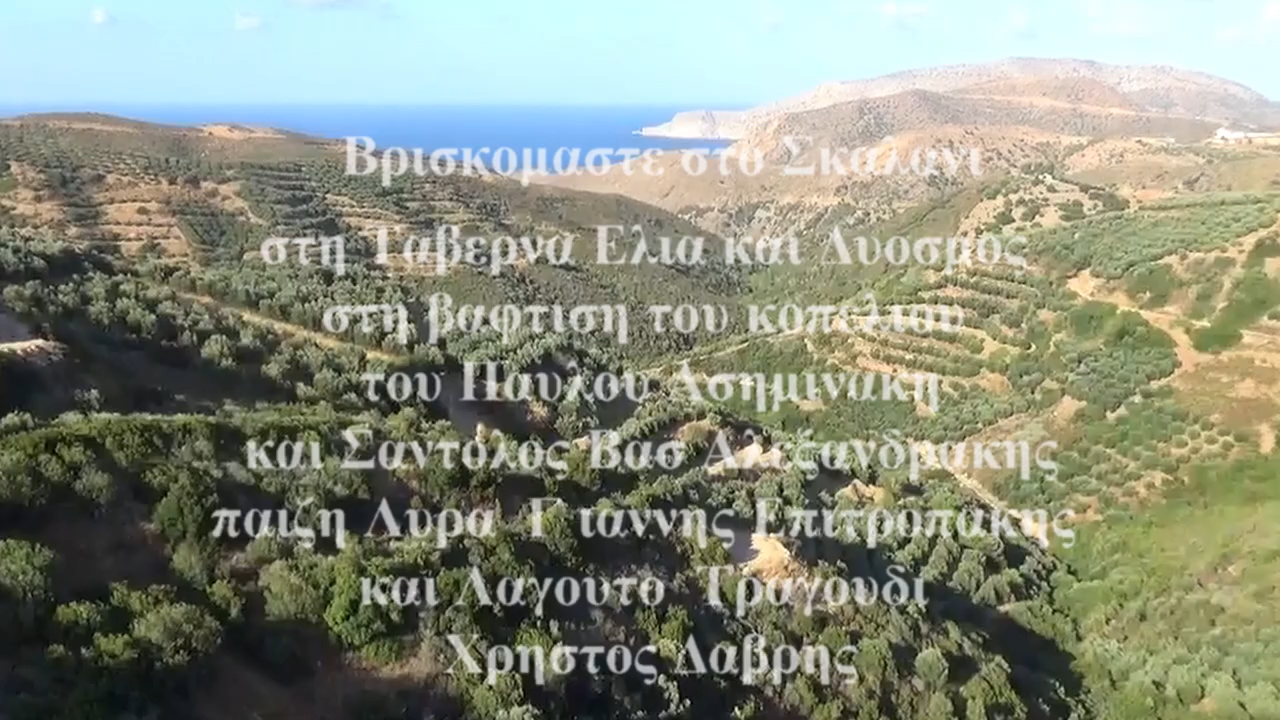 Βρισκομαστε στο Σκαλανι
στη Ταβερνα Ελια και Δυοσμος
στη βαφτιση του κοπελιου
του Παυλου Ασημινακη
και Σαντολος Βασ Αλεξανδρακης
παιζη Λυρα Γιαννης Επιτροπακης
και Λαγουτο Τραγουδι
Χρηστος Δαβρης